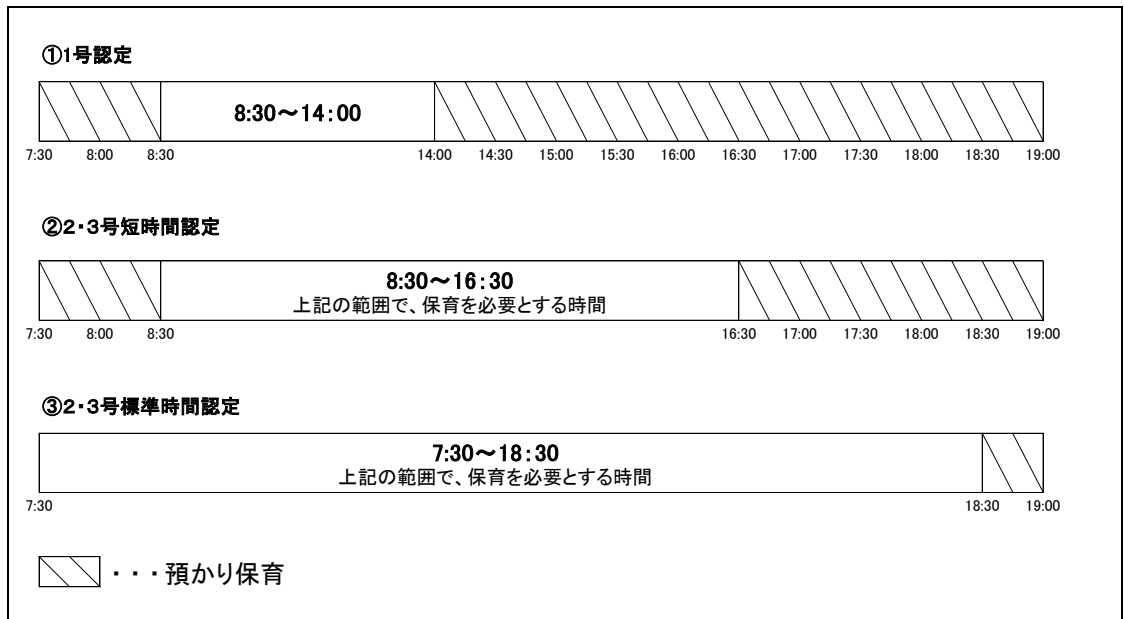 ①1号認定
8:30～14:00
7:30 8:00 8:30 14:00 14:30 15:00 15:30 16:00 16:30 17:00 17:30 18:00 18:30 19:00
②2・3号短時間認定
8:30～16:30
上記の範囲で、保育を必要とする時間
7:30 8:00 8:30 16:30 17:00 17:30 18:00 18:30 19:00
③2・3号標準時間認定
7:30～18:30
上記の範囲で、保育を必要とする時間
7:30 18:30 19:00
・・・預かり保育